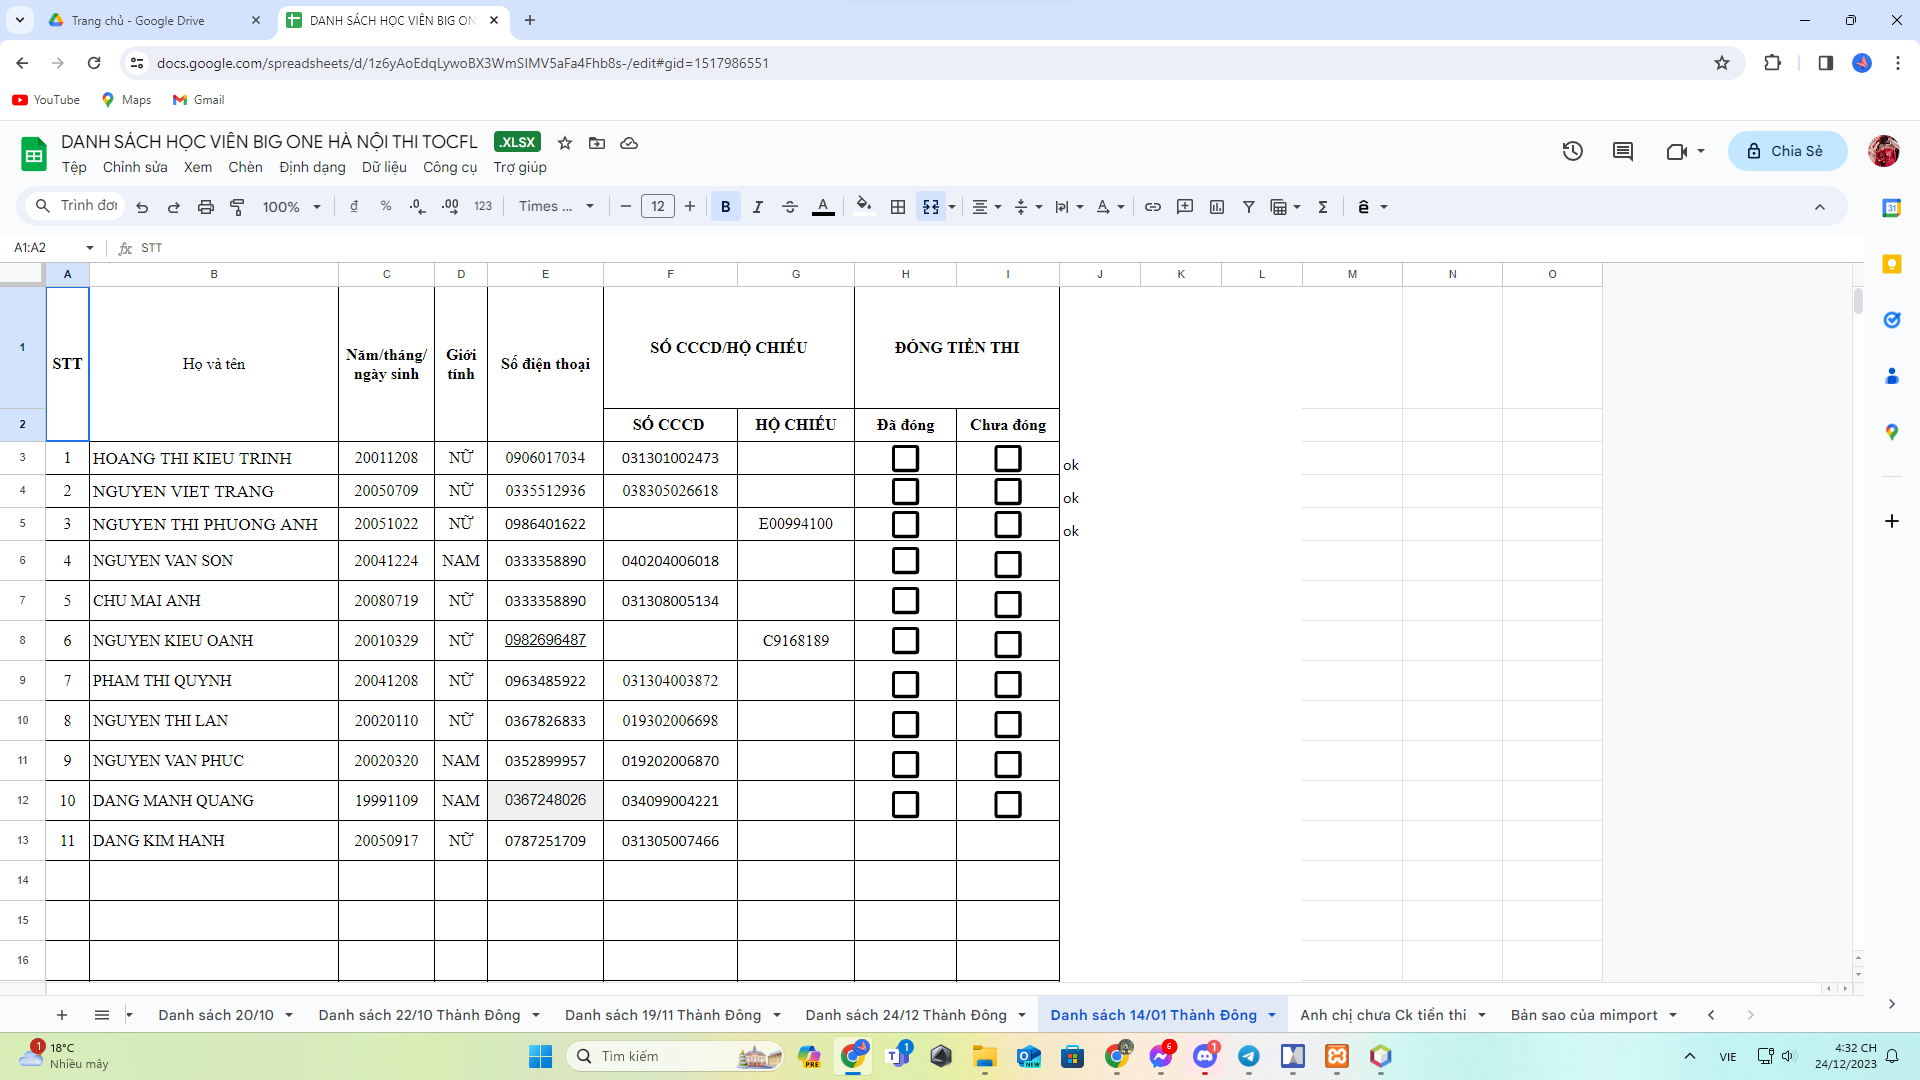 Trang chủ - Google Drive
DANH SÁCH HỌC VIÊN BIG ON
docs.google.com/spreadsheets/d/1z6yAoEdqLywoBX3WmSIMV5aFa4Fhb8s-/edit#gid=1517986551
YouTube Maps Gmail
DANH SÁCH HỌC VIÊN BIG ONE HÀ NỘI THI TOCFL .XLSX
Chia Sẻ
Tệp Chỉnh sửa Xem Chèn Định dạng Dữ liệu Công cụ Trợ giúp
Trình đơn 100% đ % .0 .00 123 Times ... 12 B I A Σ ê
31
A1:A2 fx STT
A B C D E F G H I J K L M N O
1 STT Họ và tên Năm/tháng/ngày sinh Giới tính Số điện thoại SỐ CCCD/HỘ CHIẾU ĐÓNG TIỀN THI
2 SỐ CCCD HỘ CHIẾU Đã đóng Chưa đóng
3 1 HOANG THI KIEU TRINH 20011208 NỮ 0906017034 031301002473 ok
4 2 NGUYEN VIET TRANG 20050709 NỮ 0335512936 038305026618 ok
5 3 NGUYEN THI PHUONG ANH 20051022 NỮ 0986401622 E00994100 ok
6 4 NGUYEN VAN SON 20041224 NAM 0333358890 040204006018
7 5 CHU MAI ANH 20080719 NỮ 0333358890 031308005134
8 6 NGUYEN KIEU OANH 20010329 NỮ 0982696487 C9168189
9 7 PHAM THI QUYNH 20041208 NỮ 0963485922 031304003872
10 8 NGUYEN THI LAN 20020110 NỮ 0367826833 019302006698
11 9 NGUYEN VAN PHUC 20020320 NAM 0352899957 019202006870
12 10 DANG MANH QUANG 19991109 NAM 0367248026 034099004221
13 11 DANG KIM HANH 20050917 NỮ 0787251709 031305007466
14
15
16
Danh sách 20/10 Danh sách 22/10 Thành Đông Danh sách 19/11 Thành Đông Danh sách 24/12 Thành Đông Danh sách 14/01 Thành Đông Anh chị chưa Ck tiền thi Bản sao của mimport
1 18°C
Nhiều mây
Tìm kiếm
PRE
1
NEW
6
1
VIE
4:32 CH
24/12/2023